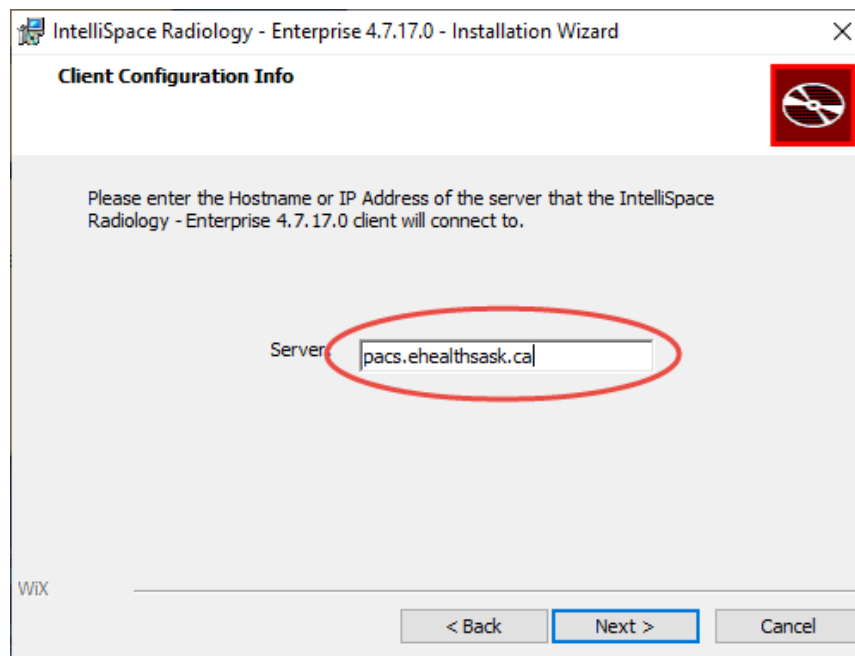 IntelliSpace Radiology - Enterprise 4.7.17.0 - Installation Wizard
Client Configuration Info
Please enter the Hostname or IP Address of the server that the IntelliSpace
Radiology - Enterprise 4.7.17.0 client will connect to.
Server: pacs.ehealthsask.ca
WiX
< Back Next > Cancel